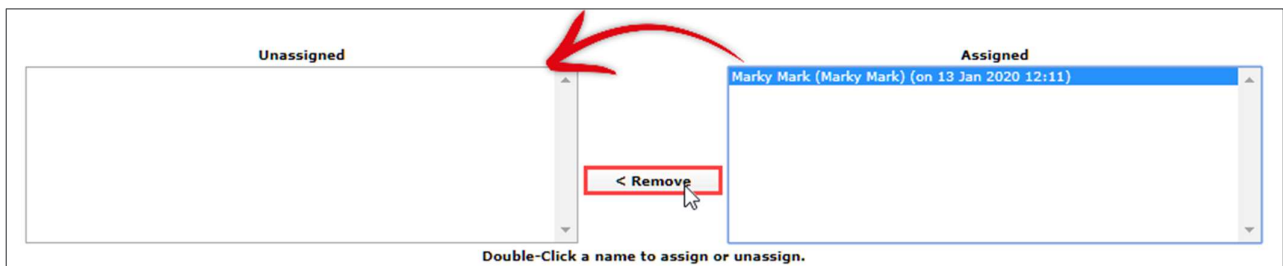 Unassigned
Assigned
Marky Mark (Marky Mark) (on 13 Jan 2020 12:11)
< Remove
Double-Click a name to assign or unassign.